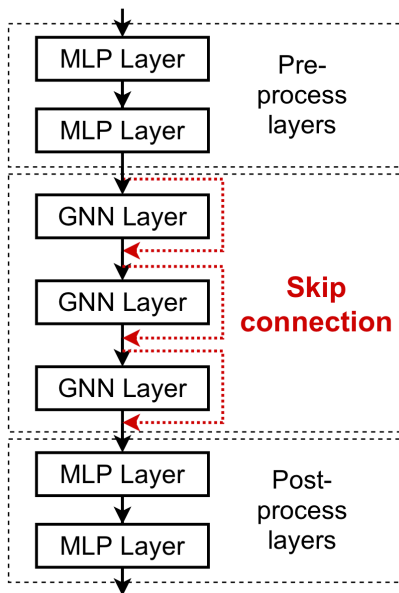 MLP Layer
MLP Layer
Pre-
process
layers
GNN Layer
GNN Layer
GNN Layer
Skip
connection
MLP Layer
MLP Layer
Post-
process
layers